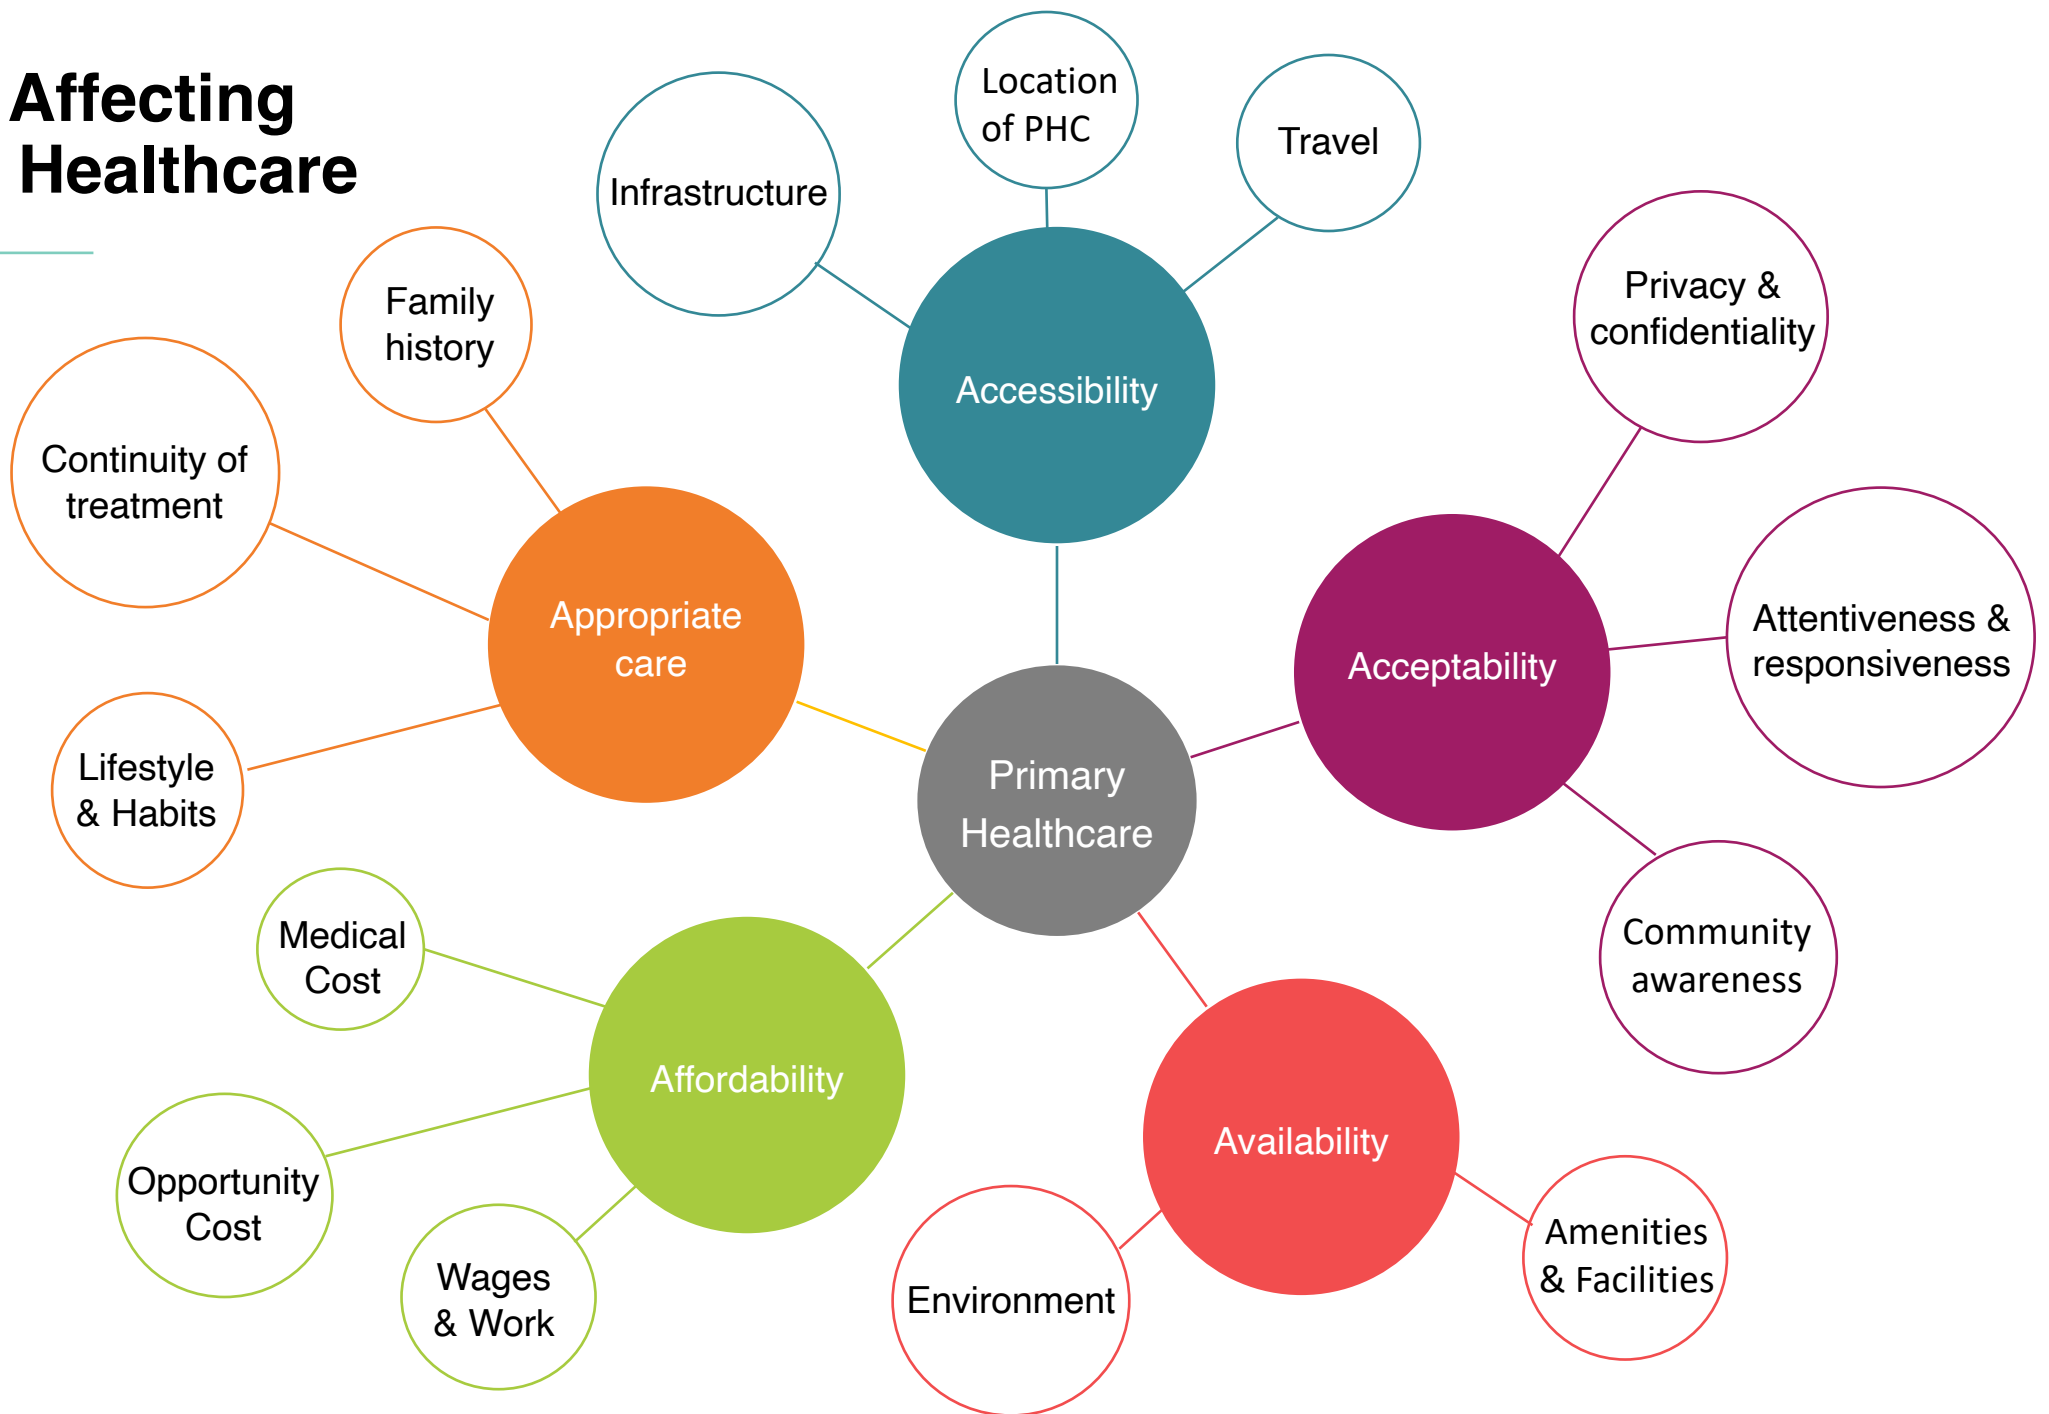 Affecting
Healthcare
Location
of PHC
Travel
Infrastructure
Family
history
Privacy &
confidentiality
Accessibility
Continuity of
treatment
Appropriate
care
Acceptability
Attentiveness &
responsiveness
Lifestyle
& Habits
Primary
Healthcare
Medical
Cost
Community
awareness
Affordability
Availability
Opportunity
Cost
Wages
& Work
Environment
Amenities
& Facilities